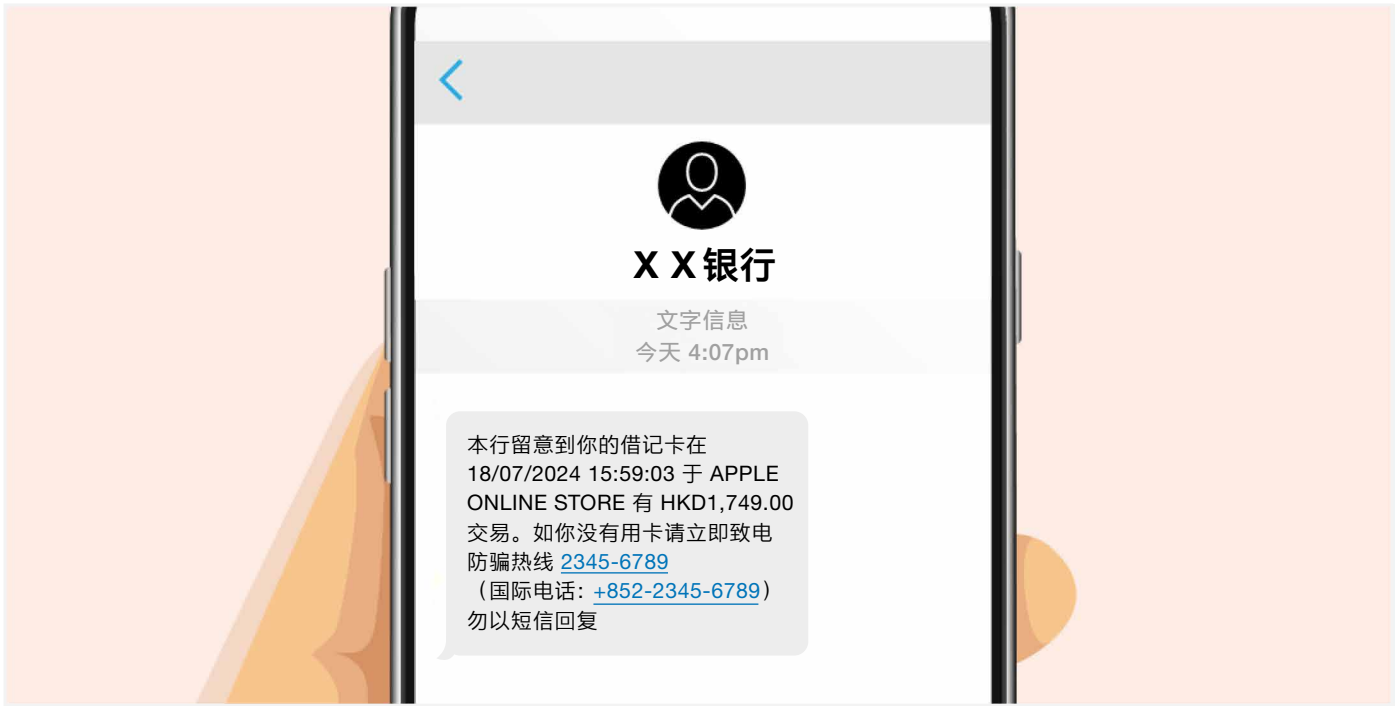 X X 银行
文字信息
今天 4:07pm
本行留意到你的借记卡在
18/07/2024 15:59:03 于 APPLE
ONLINE STORE 有 HKD1,749.00
交易。如你没有用卡请立即致电
防骗热线 2345-6789
（国际电话：+852-2345-6789）
勿以短信回复